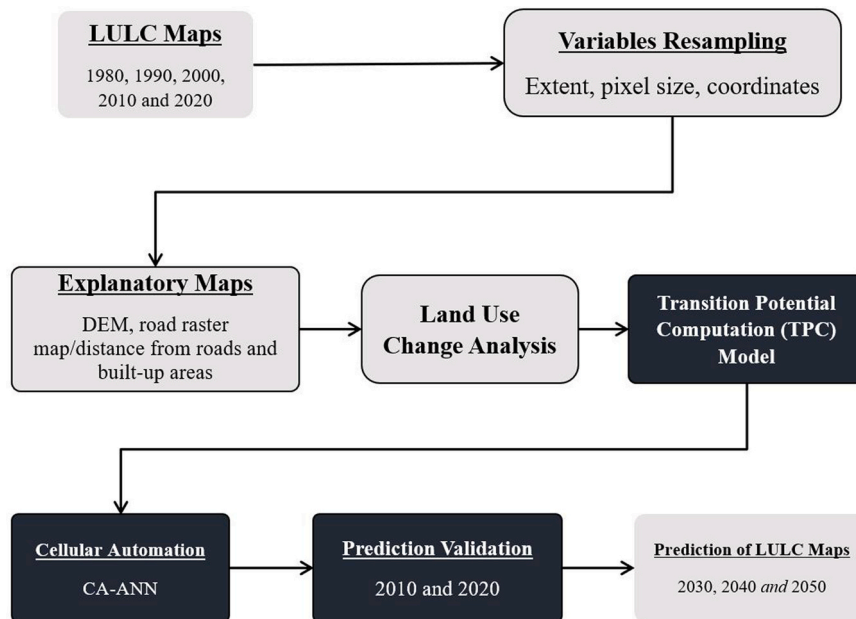 LULC Maps
1980, 1990, 2000,
2010 and 2020
Variables Resampling
Extent, pixel size, coordinates
Explanatory Maps
DEM, road raster
map/distance from roads and
built-up areas
Land Use
Change Analysis
Transition Potential
Computation (TPC)
Model
Cellular Automation
CA-ANN
Prediction Validation
2010 and 2020
Prediction of LULC Maps
2030, 2040 and 2050